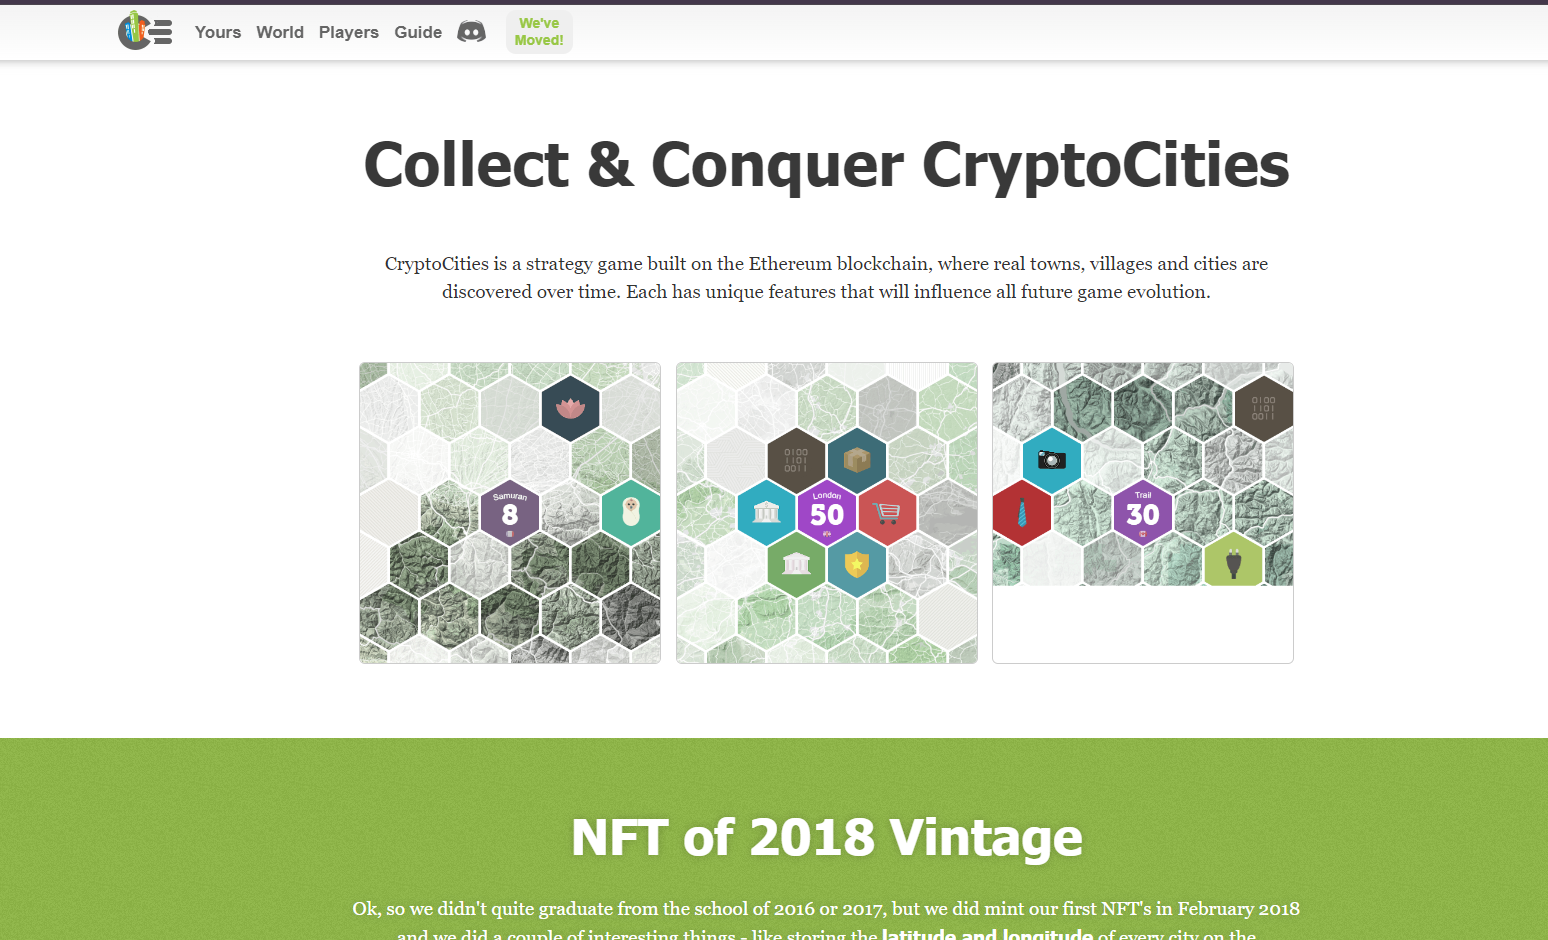 Yours World Players Guide We've
Moved!
Collect & Conquer CryptoCities
CryptoCities is a strategy game built on the Ethereum blockchain, where real towns, villages and cities are
discovered over time. Each has unique features that will influence all future game evolution.
Samuran
8
0100
1101
0011
London
50
0100
1101
0011
Trail
30
NFT of 2018 Vintage
Ok, so we didn't quite graduate from the school of 2016 or 2017, but we did mint our first NFT's in February 2018
and we did a couple of interesting things - like storing the latitude and longitude of every city on the